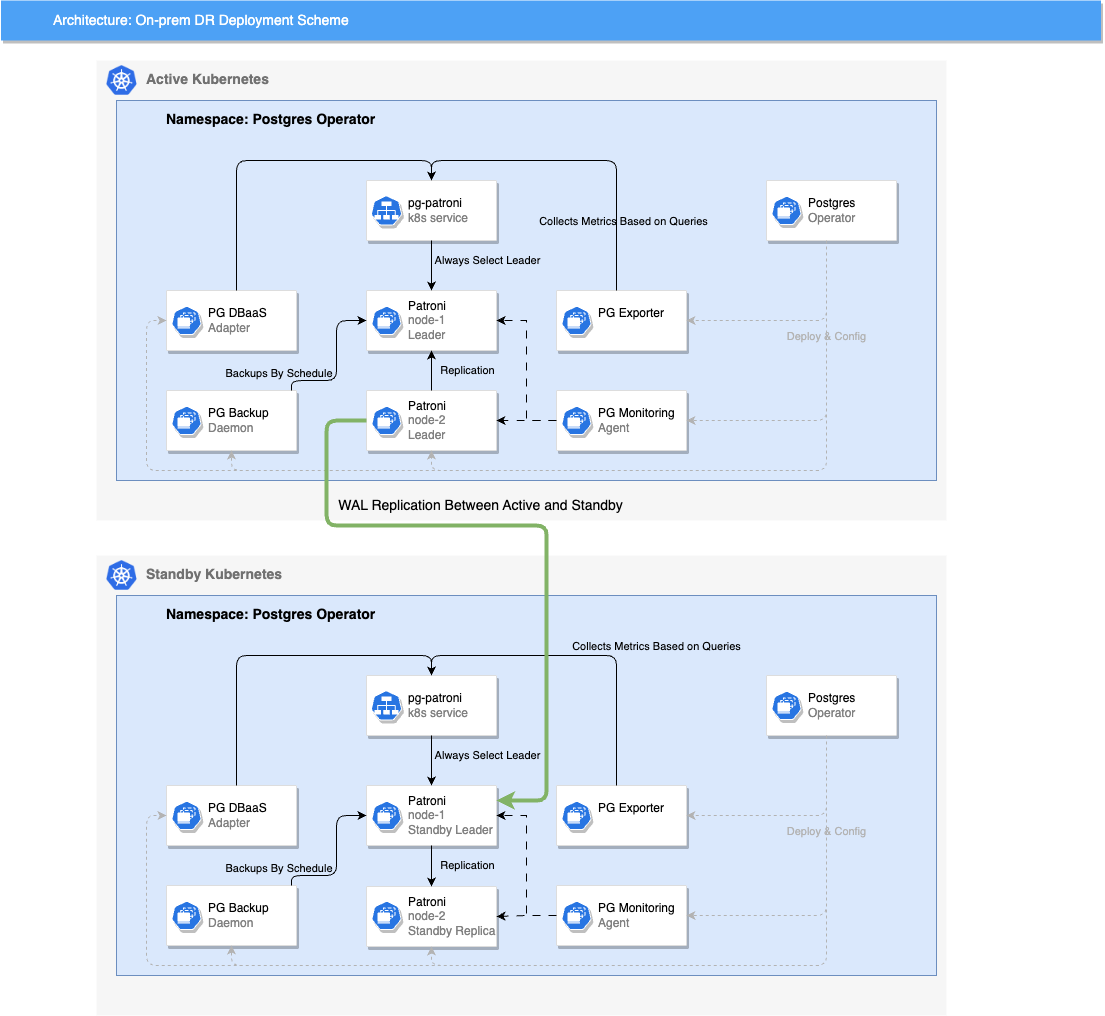 Architecture: On-prem DR Deployment Scheme
Active Kubernetes
Namespace: Postgres Operator
pg-patroni
k8s service
Collects Metrics Based on Queries
Postgres
Operator
Always Select Leader
PG DBaaS
Adapter
Patroni
node-1
Leader
PG Exporter
Deploy & Config
Backups By Schedule
Replication
PG Backup
Daemon
Patroni
node-2
Leader
PG Monitoring
Agent
WAL Replication Between Active and Standby
Standby Kubernetes
Namespace: Postgres Operator
Collects Metrics Based on Queries
pg-patroni
k8s service
Postgres
Operator
Always Select Leader
PG DBaaS
Adapter
Patroni
node-1
Standby Leader
PG Exporter
Deploy & Config
Backups By Schedule
Replication
PG Backup
Daemon
Patroni
node-2
Standby Replica
PG Monitoring
Agent